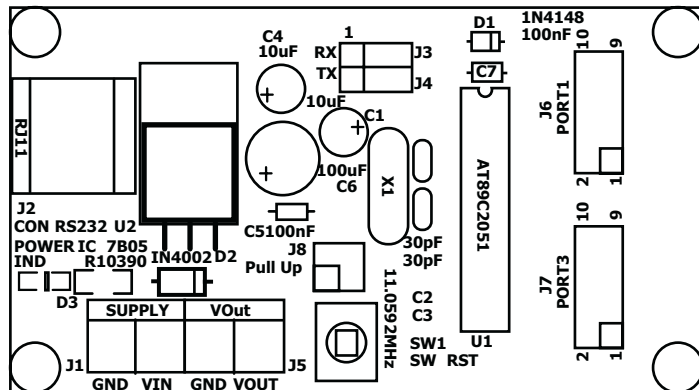 C4
10uF
1
RX
J3
TX
J4
D1
1N4148
100nF
C7
10
9
J6
PORT1
2
1
RJ11
10uF
C1
100uF
C6
X1
AT89C2051
J2
CON RS232 U2
POWER IC 7B05
IND
R10390
IN4002 D2
D3
C5100nF
J8
Pull Up
30pF
30pF
11.0592MHz
C2
C3
SW1
SW RST
U1
10
9
J7
PORT3
2
1
SUPPLY
VOut
J1
J5
GND VIN GND VOUT